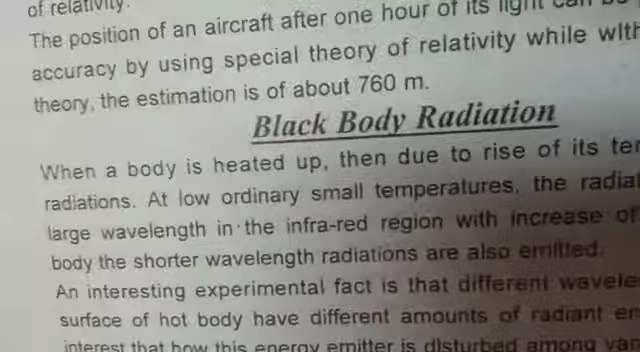 of relativity.
The position of an aircraft after one hour of its
accuracy by using special theory of relativity while
theory, the estimation is of about 760 m.
Black Body Radiation
When a body is heated up, then due to rise of its
radiations. At low ordinary small temperatures, the
large wavelength in the infra-red region with increase of
body the shorter wavelength radiations are also emitted.
An interesting experimental fact is that different
surface of hot body have different amounts of radiant
interest that how this energy emitter is disturbed among